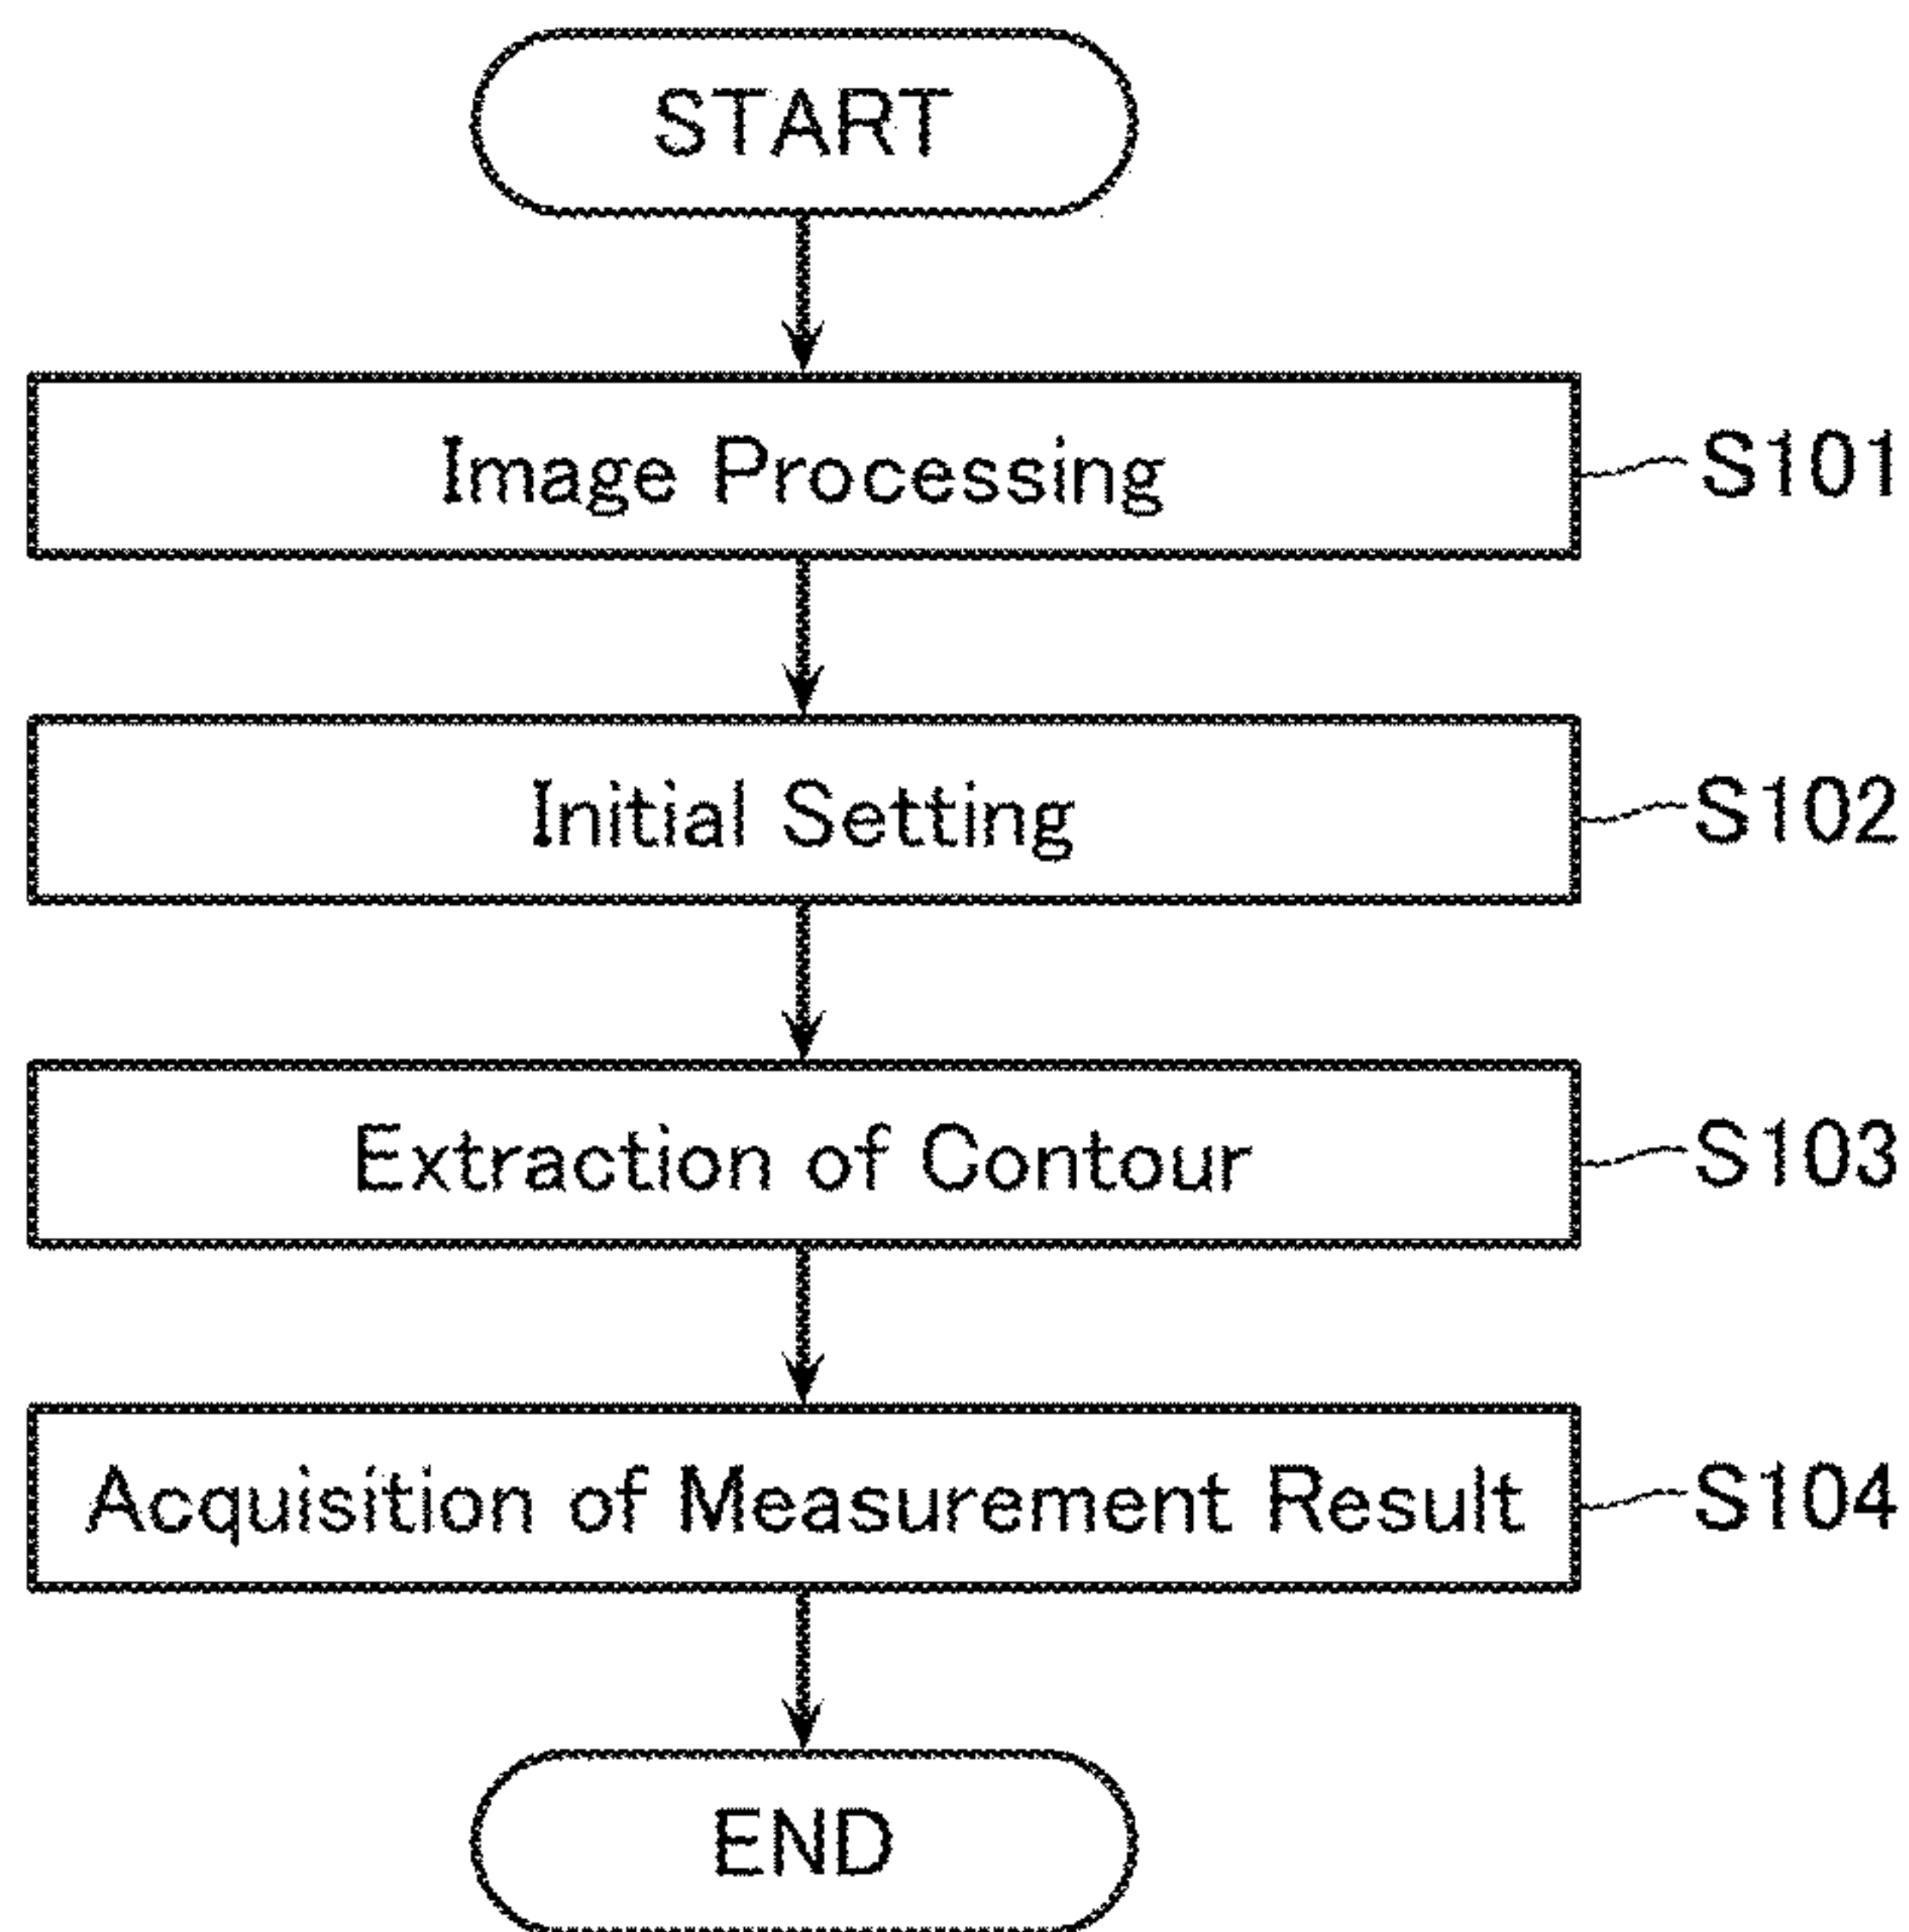 START
Image Processing S101
Initial Setting S102
Extraction of Contour S103
Acquisition of Measurement Result S104
END